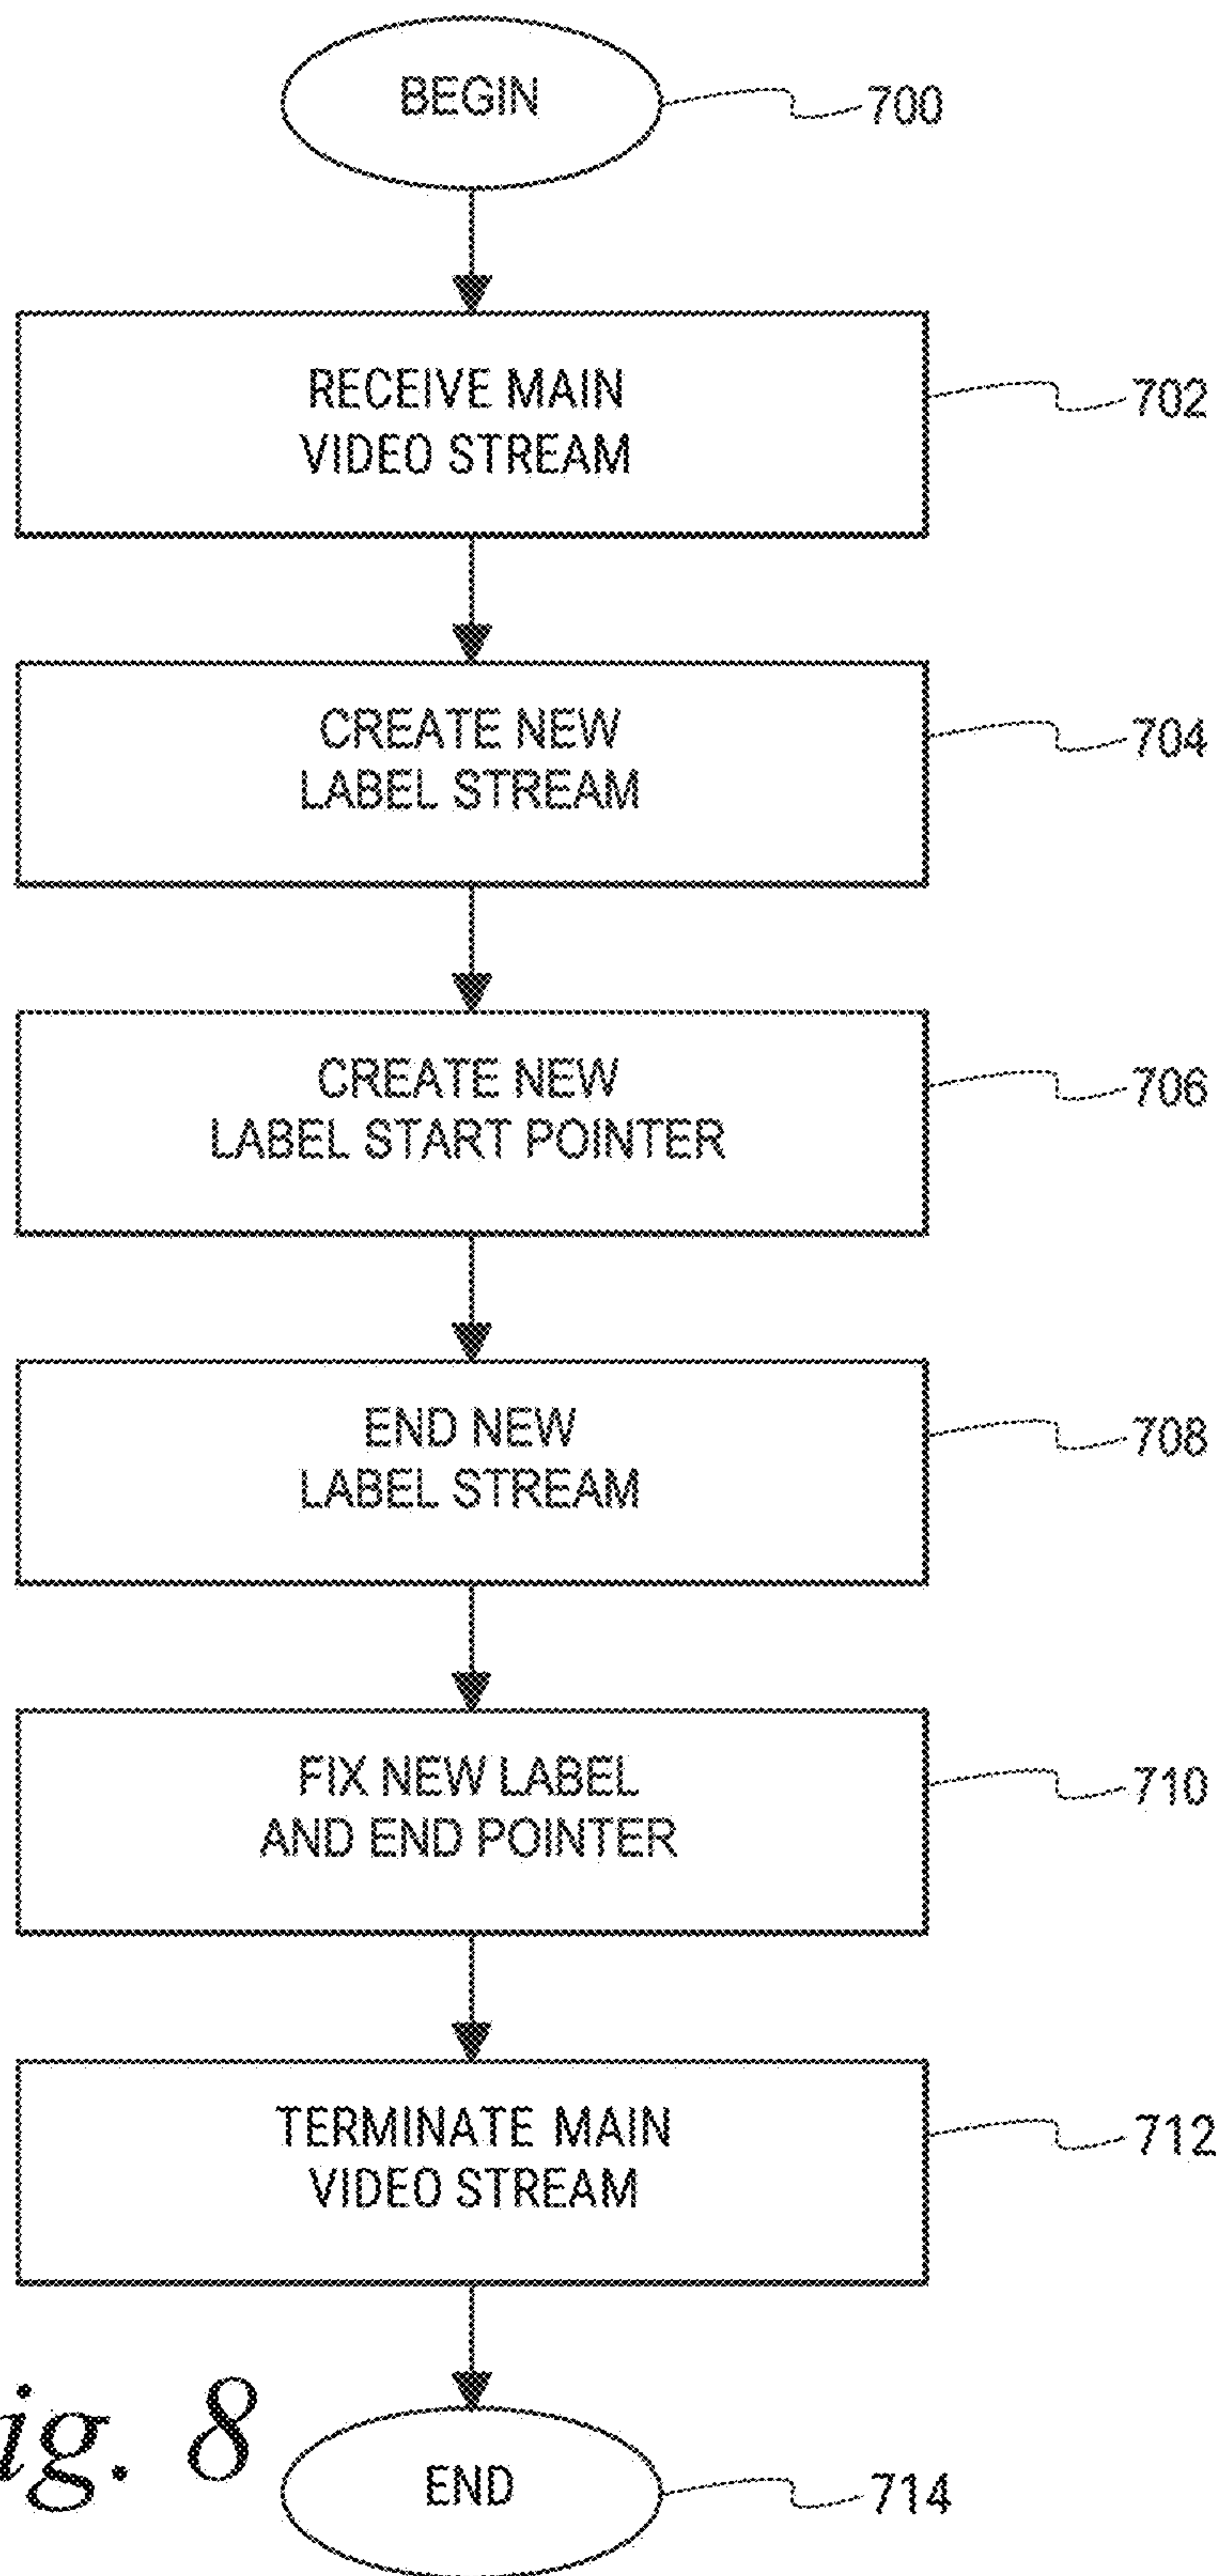 BEGIN
700
RECEIVE MAIN
VIDEO STREAM
702
CREATE NEW
LABEL STREAM
704
CREATE NEW
LABEL START POINTER
706
END NEW
LABEL STREAM
708
FIX NEW LABEL
AND END POINTER
710
TERMINATE MAIN
VIDEO STREAM
712
ig. 8
END
714